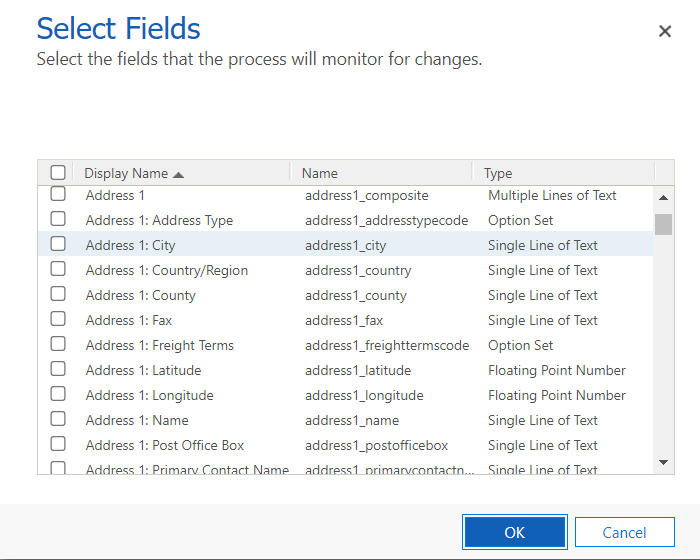 Select Fields
Select the fields that the process will monitor for changes.
Display Name Name Type
Address 1 address1_composite Multiple Lines of Text
Address 1: Address Type address1_addresstypecode Option Set
Address 1: City address1_city Single Line of Text
Address 1: Country/Region address1_country Single Line of Text
Address 1: County address1_county Single Line of Text
Address 1: Fax address1_fax Single Line of Text
Address 1: Freight Terms address1_freighttermscode Option Set
Address 1: Latitude address1_latitude Floating Point Number
Address 1: Longitude address1_longitude Floating Point Number
Address 1: Name address1_name Single Line of Text
Address 1: Post Office Box address1_postofficebox Single Line of Text
Address 1: Primary Contact Name address1_primarycontactn... Single Line of Text
OK Cancel